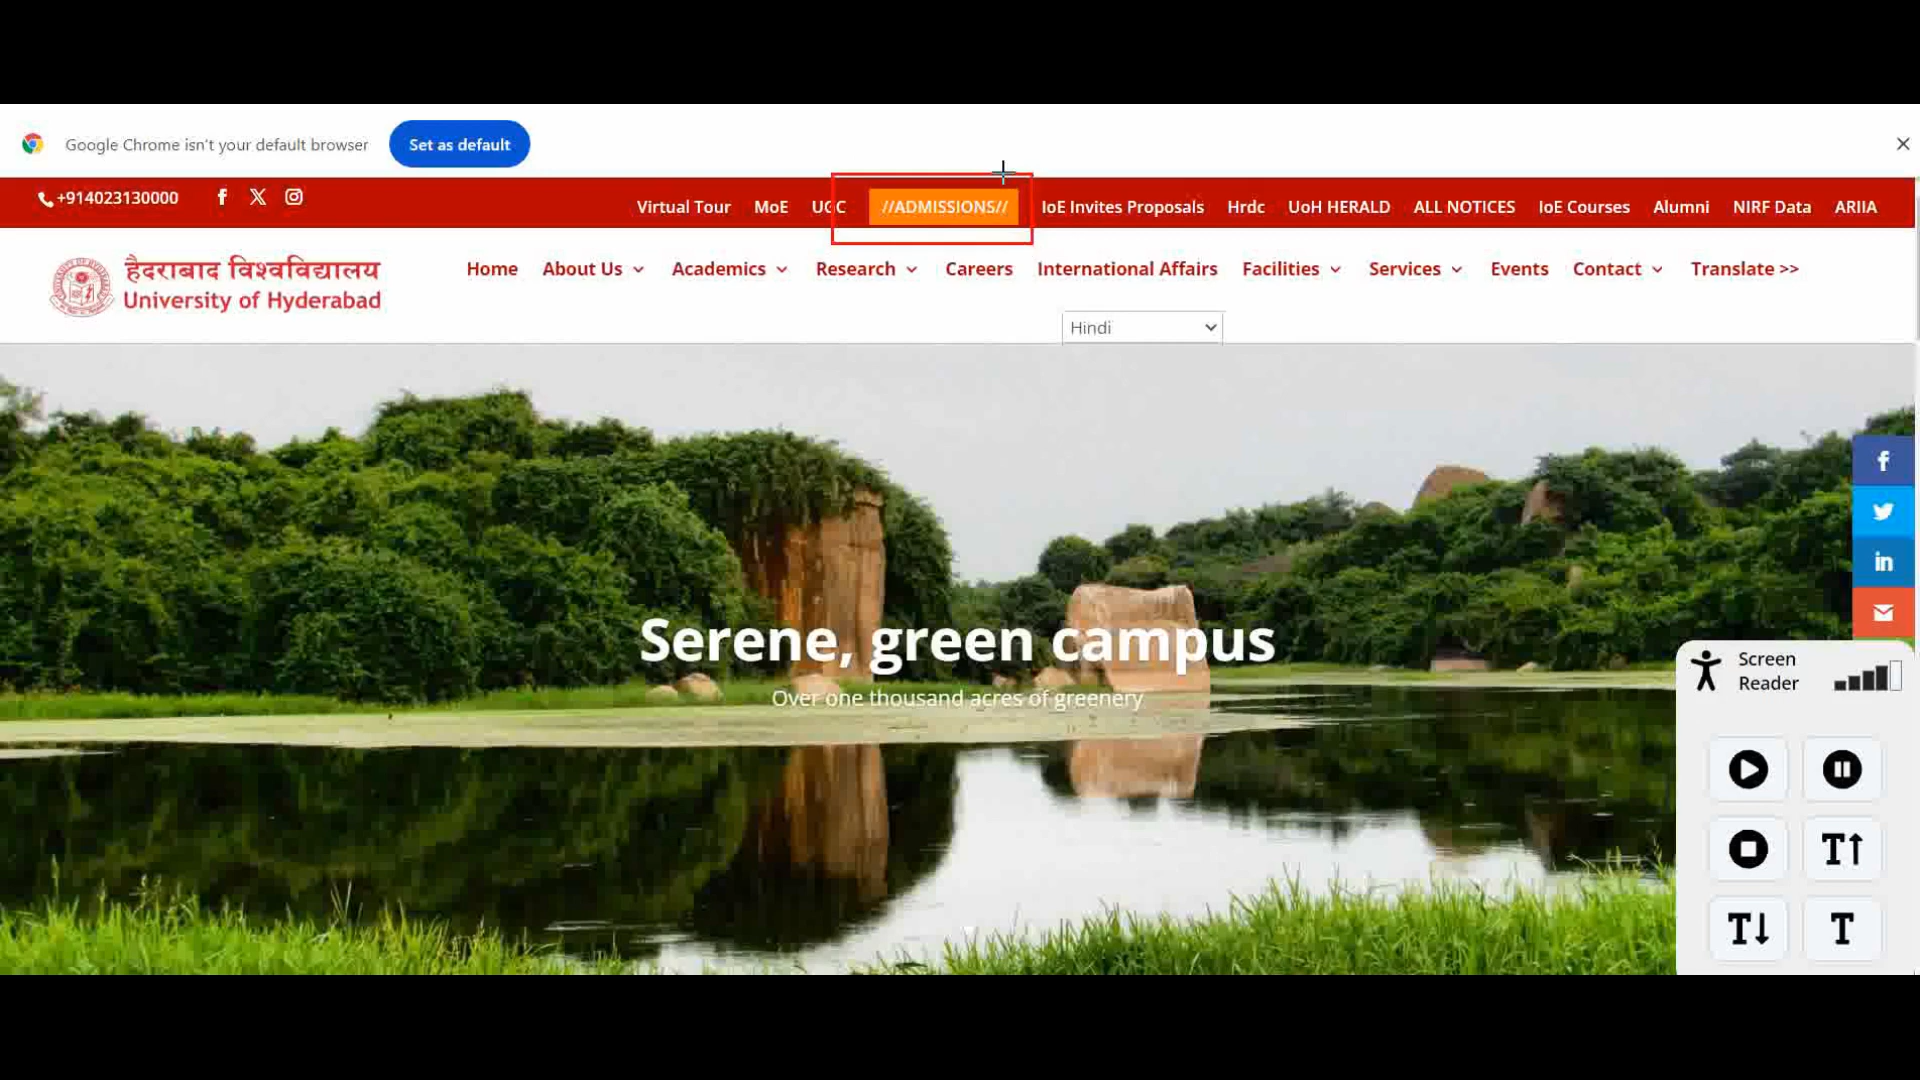 Google Chrome isn't your default browser Set as default
+914023130000 Virtual Tour MoE UGC //ADMISSIONS// IoE Invites Proposals Hrdc UoH HERALD ALL NOTICES IoE Courses Alumni NIRF Data ARIIA
हैदराबाद विश्वविद्यालय
University of Hyderabad
Home About Us Academics Research Careers International Affairs Facilities Services Events Contact Translate >>
Hindi
Serene, green campus
Over one thousand acres of greenery
Screen
Reader
T↑
T↓ T